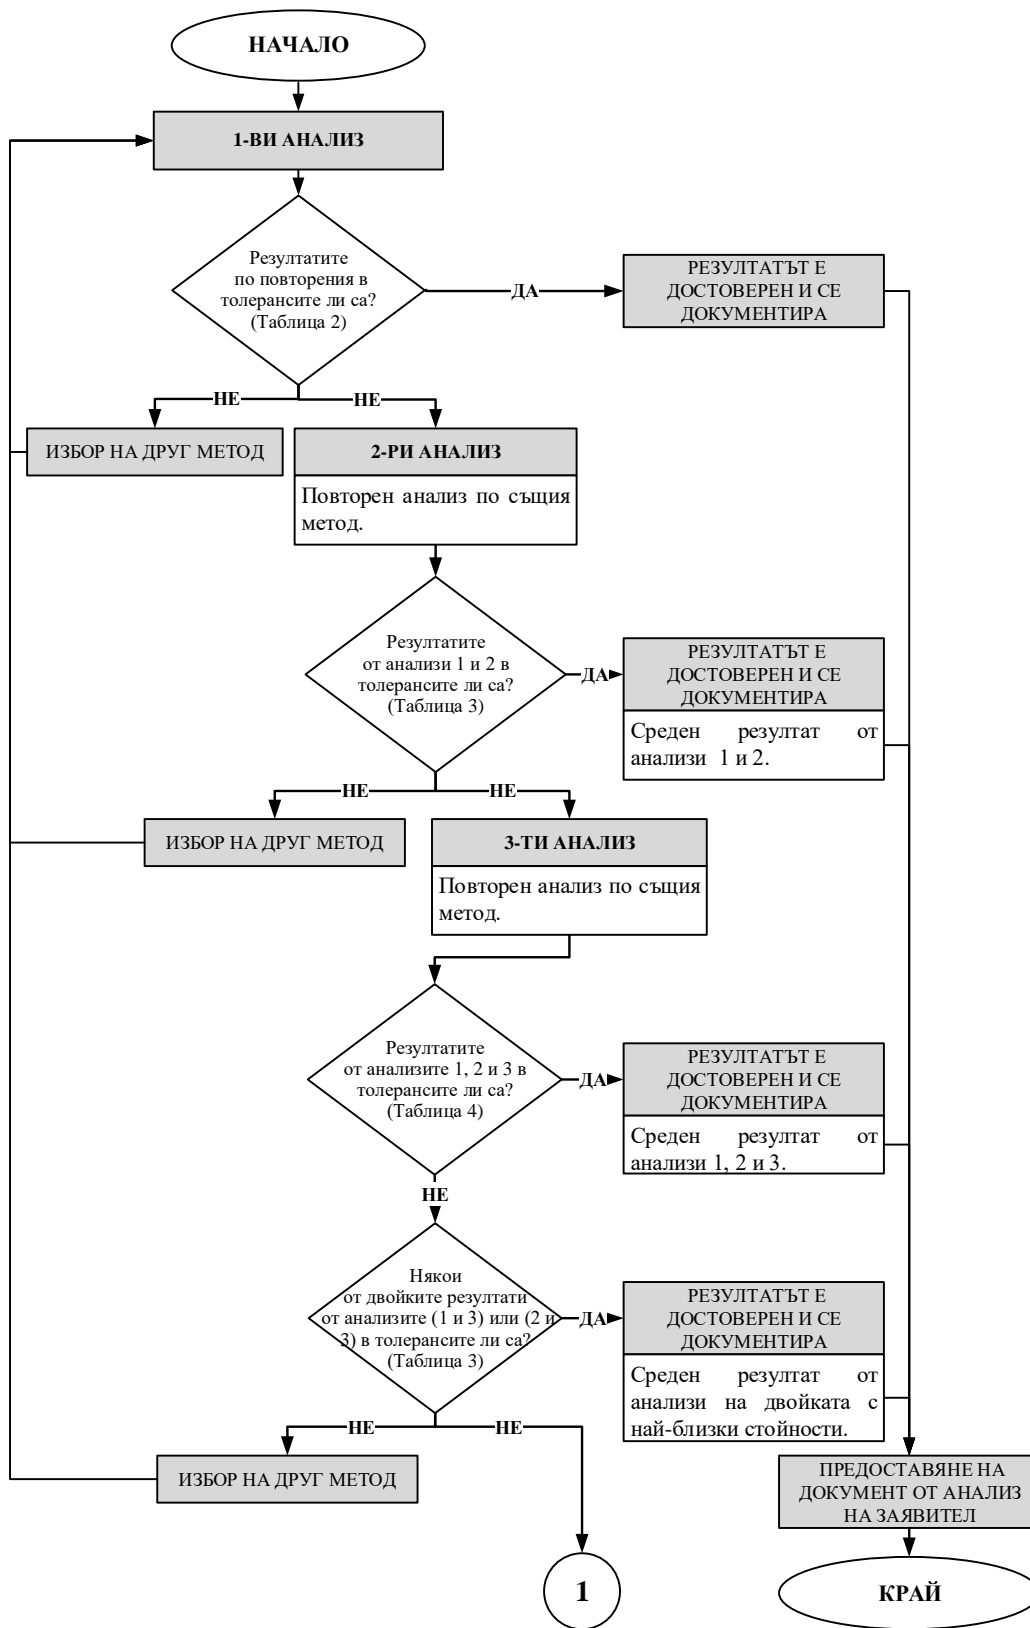 НАЧАЛО
1-ВИ АНАЛИЗ
Резултатите
по повторения в
толерансите ли са?
(Таблица 2)
ДА
РЕЗУЛТАТЪТ Е
ДОСТОВЕРЕН И СЕ
ДОКУМЕНТИРА
НЕ
НЕ
ИЗБОР НА ДРУГ МЕТОД
2-РИ АНАЛИЗ
Повторен анализ по същия
метод.
Резултатите
от анализи 1 и 2 в
толерансите ли са?
(Таблица 3)
ДА
РЕЗУЛТАТЪТ Е
ДОСТОВЕРЕН И СЕ
ДОКУМЕНТИРА
Среден резултат от
анализи 1 и 2.
НЕ
НЕ
ИЗБОР НА ДРУГ МЕТОД
3-ТИ АНАЛИЗ
Повторен анализ по същия
метод.
Резултатите
от анализите 1, 2 и 3 в
толерансите ли са?
(Таблица 4)
ДА
РЕЗУЛТАТЪТ Е
ДОСТОВЕРЕН И СЕ
ДОКУМЕНТИРА
Среден резултат от
анализи 1, 2 и 3.
НЕ
Някои
от двойките резултати
от анализите (1 и 3) или (2 и
3) в толерансите ли са?
(Таблица 3)
ДА
РЕЗУЛТАТЪТ Е
ДОСТОВЕРЕН И СЕ
ДОКУМЕНТИРА
Среден резултат от
анализи на двойката с
най-близки стойности.
НЕ
НЕ
ИЗБОР НА ДРУГ МЕТОД
ПРЕДОСТАВЯНЕ НА
ДОКУМЕНТ ОТ АНАЛИЗ
НА ЗАЯВИТЕЛ
1
КРАЙ